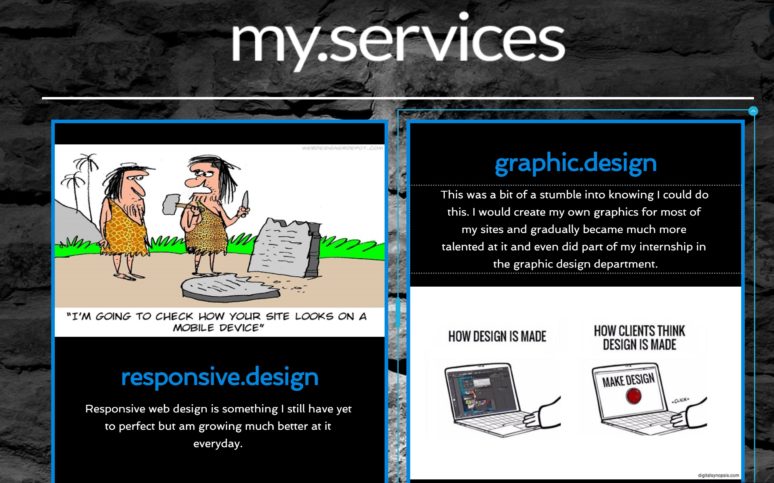 my.services
WEBDESIGNERDEPOT.COM
"I'M GOING TO CHECK HOW YOUR SITE LOOKS ON A
MOBILE DEVICE"
responsive.design
Responsive web design is something I still have yet
to perfect but am growing much better at it
everyday.
graphic.design
This was a bit of a stumble into knowing I could do
this. I would create my own graphics for most of
my sites and gradually became much more
talented at it and even did part of my internship in
the graphic design department.
HOW DESIGN IS MADE
HOW CLIENTS THINK
DESIGN IS MADE
MAKE DESIGN
*CLICK*
digitalsynopsis.com